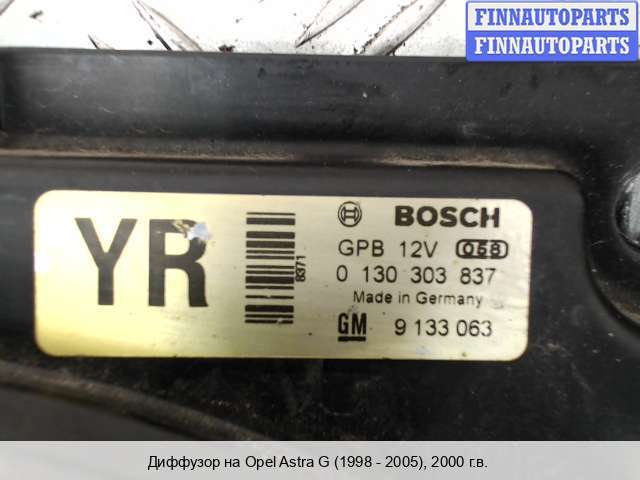 FINNAUTOPARTS
FINNAUTOPARTS
YR
8371
BOSCH
GPB 12V 058
0 130 303 837
Made in Germany
GM 9 133 063
Диффузор на Opel Astra G (1998 - 2005), 2000 г.в.